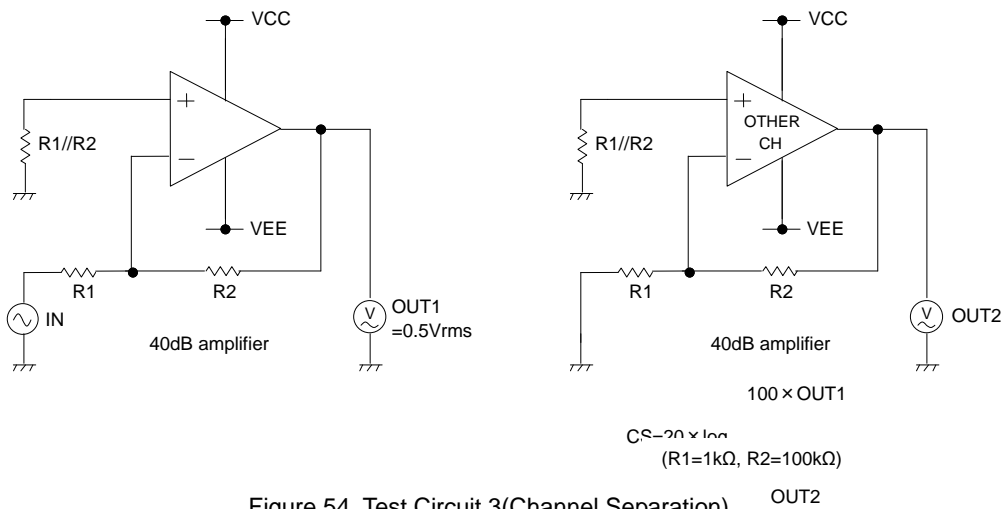 VCC
R1//R2
+
−
VEE
R1
R2
IN
V
OUT1
=0.5Vrms
40dB amplifier
VCC
R1//R2
+
OTHER
CH
−
VEE
R1
R2
V
OUT2
40dB amplifier
100×OUT1
CS=20×log
(R1=1kΩ, R2=100kΩ)
OUT2
Figure 54. Test Circuit 3(Channel Separation)